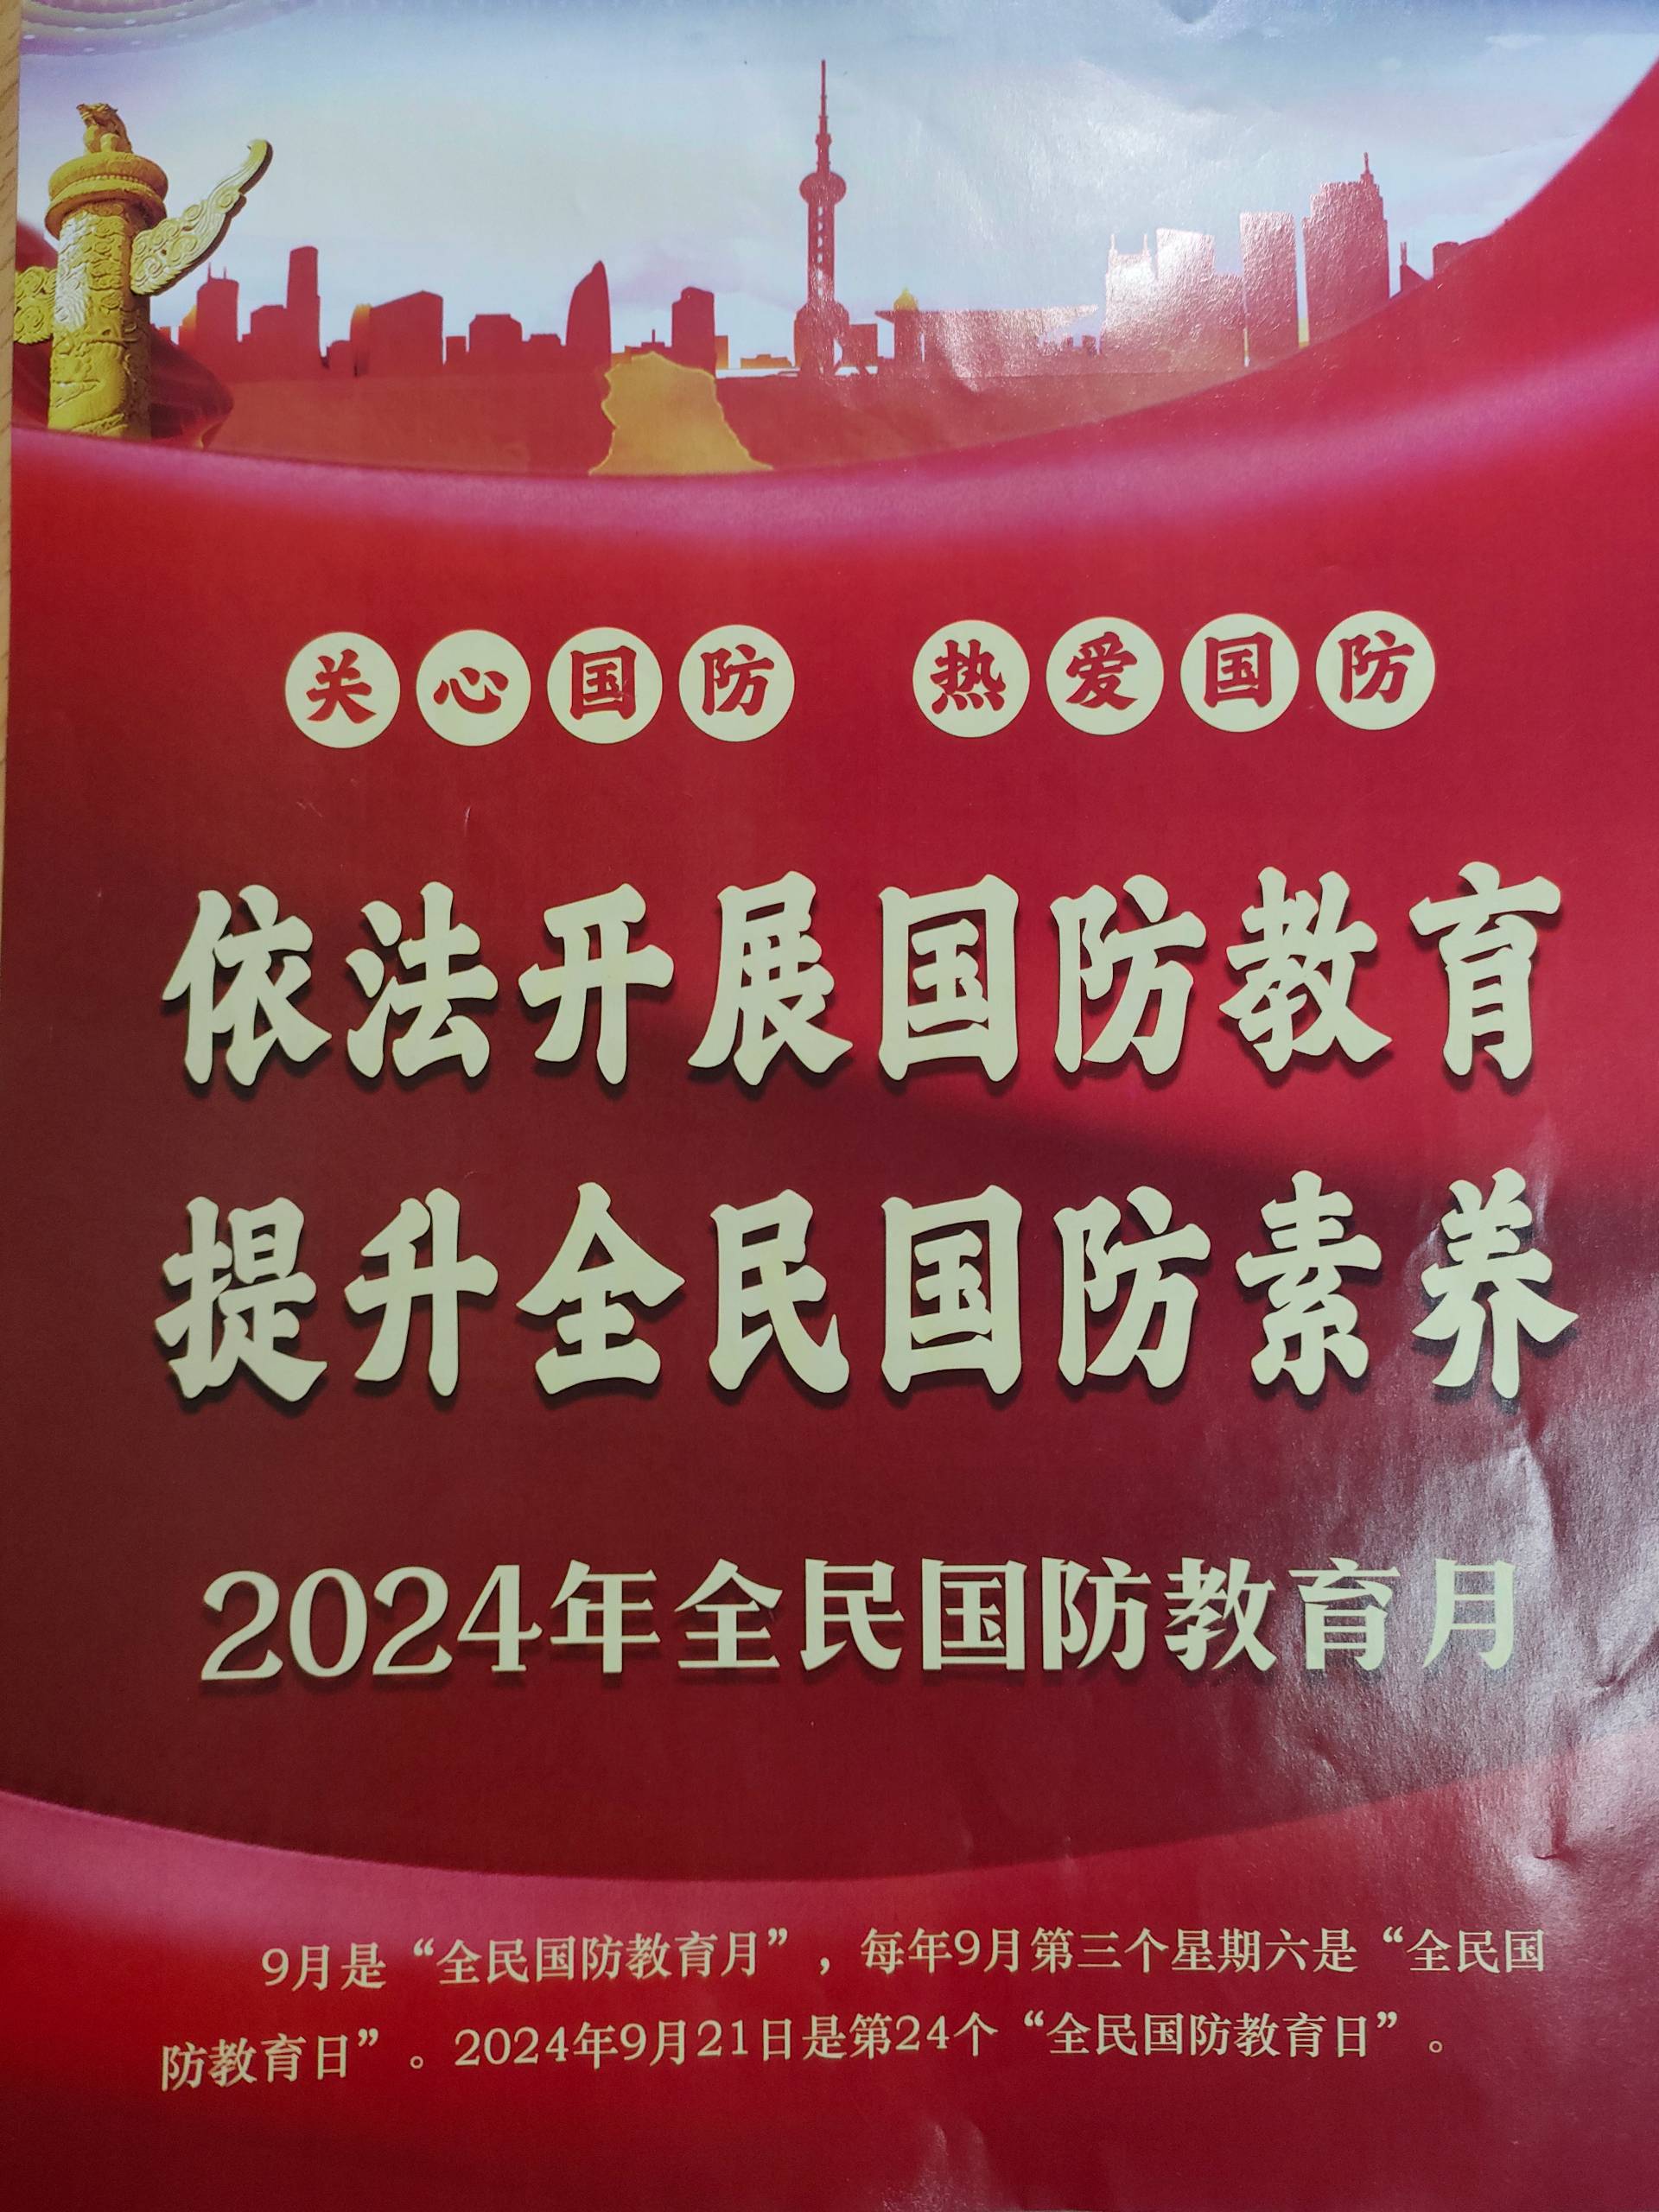 关心国防 热爱国防
依法开展国防教育
提升全民国防素养
2024年全民国防教育月
9月是“全民国防教育月”，每年9月第三个星期六是“全民国
防教育日”。2024年9月21日是第24个“全民国防教育日”。